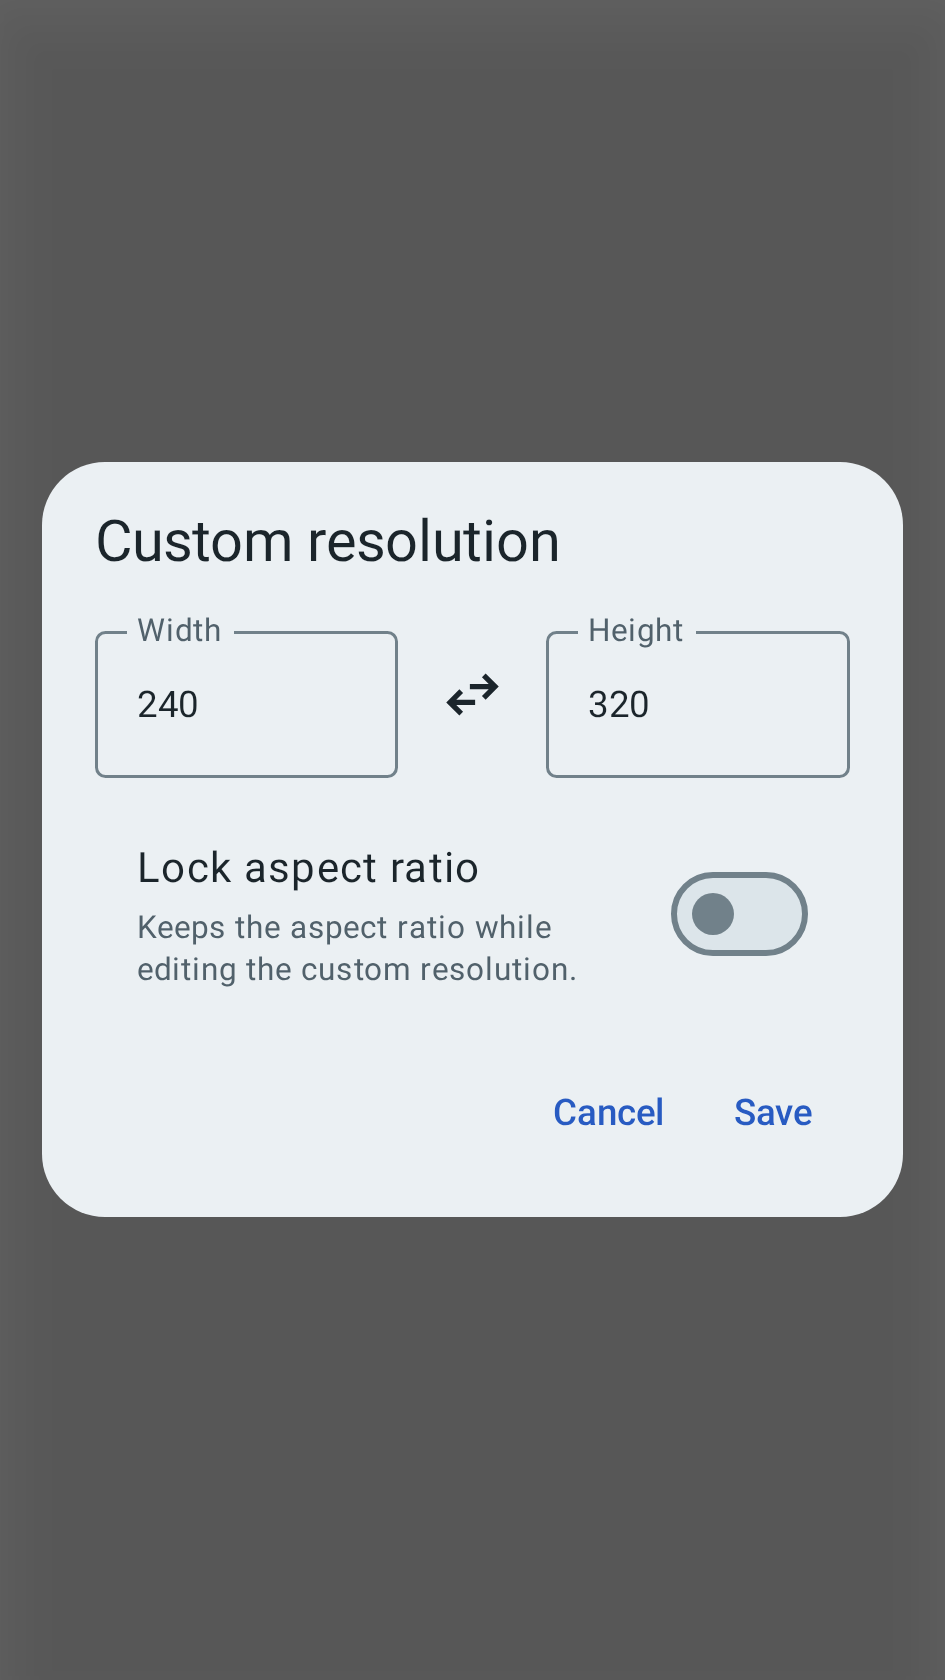 Custom resolution
Width
Height
240
320
Lock aspect ratio
Keeps the aspect ratio while
editing the custom resolution.
Cancel
Save